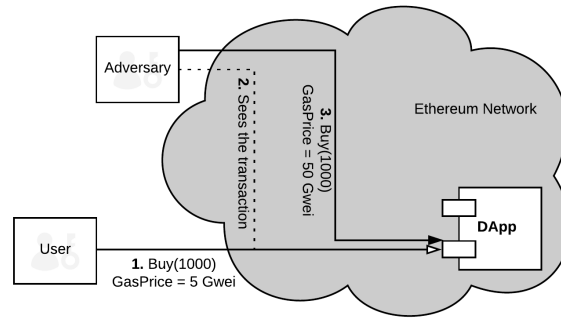 Adversary
Ethereum Network
2. Sees the transaction
3. Buy(1000)
GasPrice = 50 Gwei
DApp
User
1. Buy(1000)
GasPrice = 5 Gwei